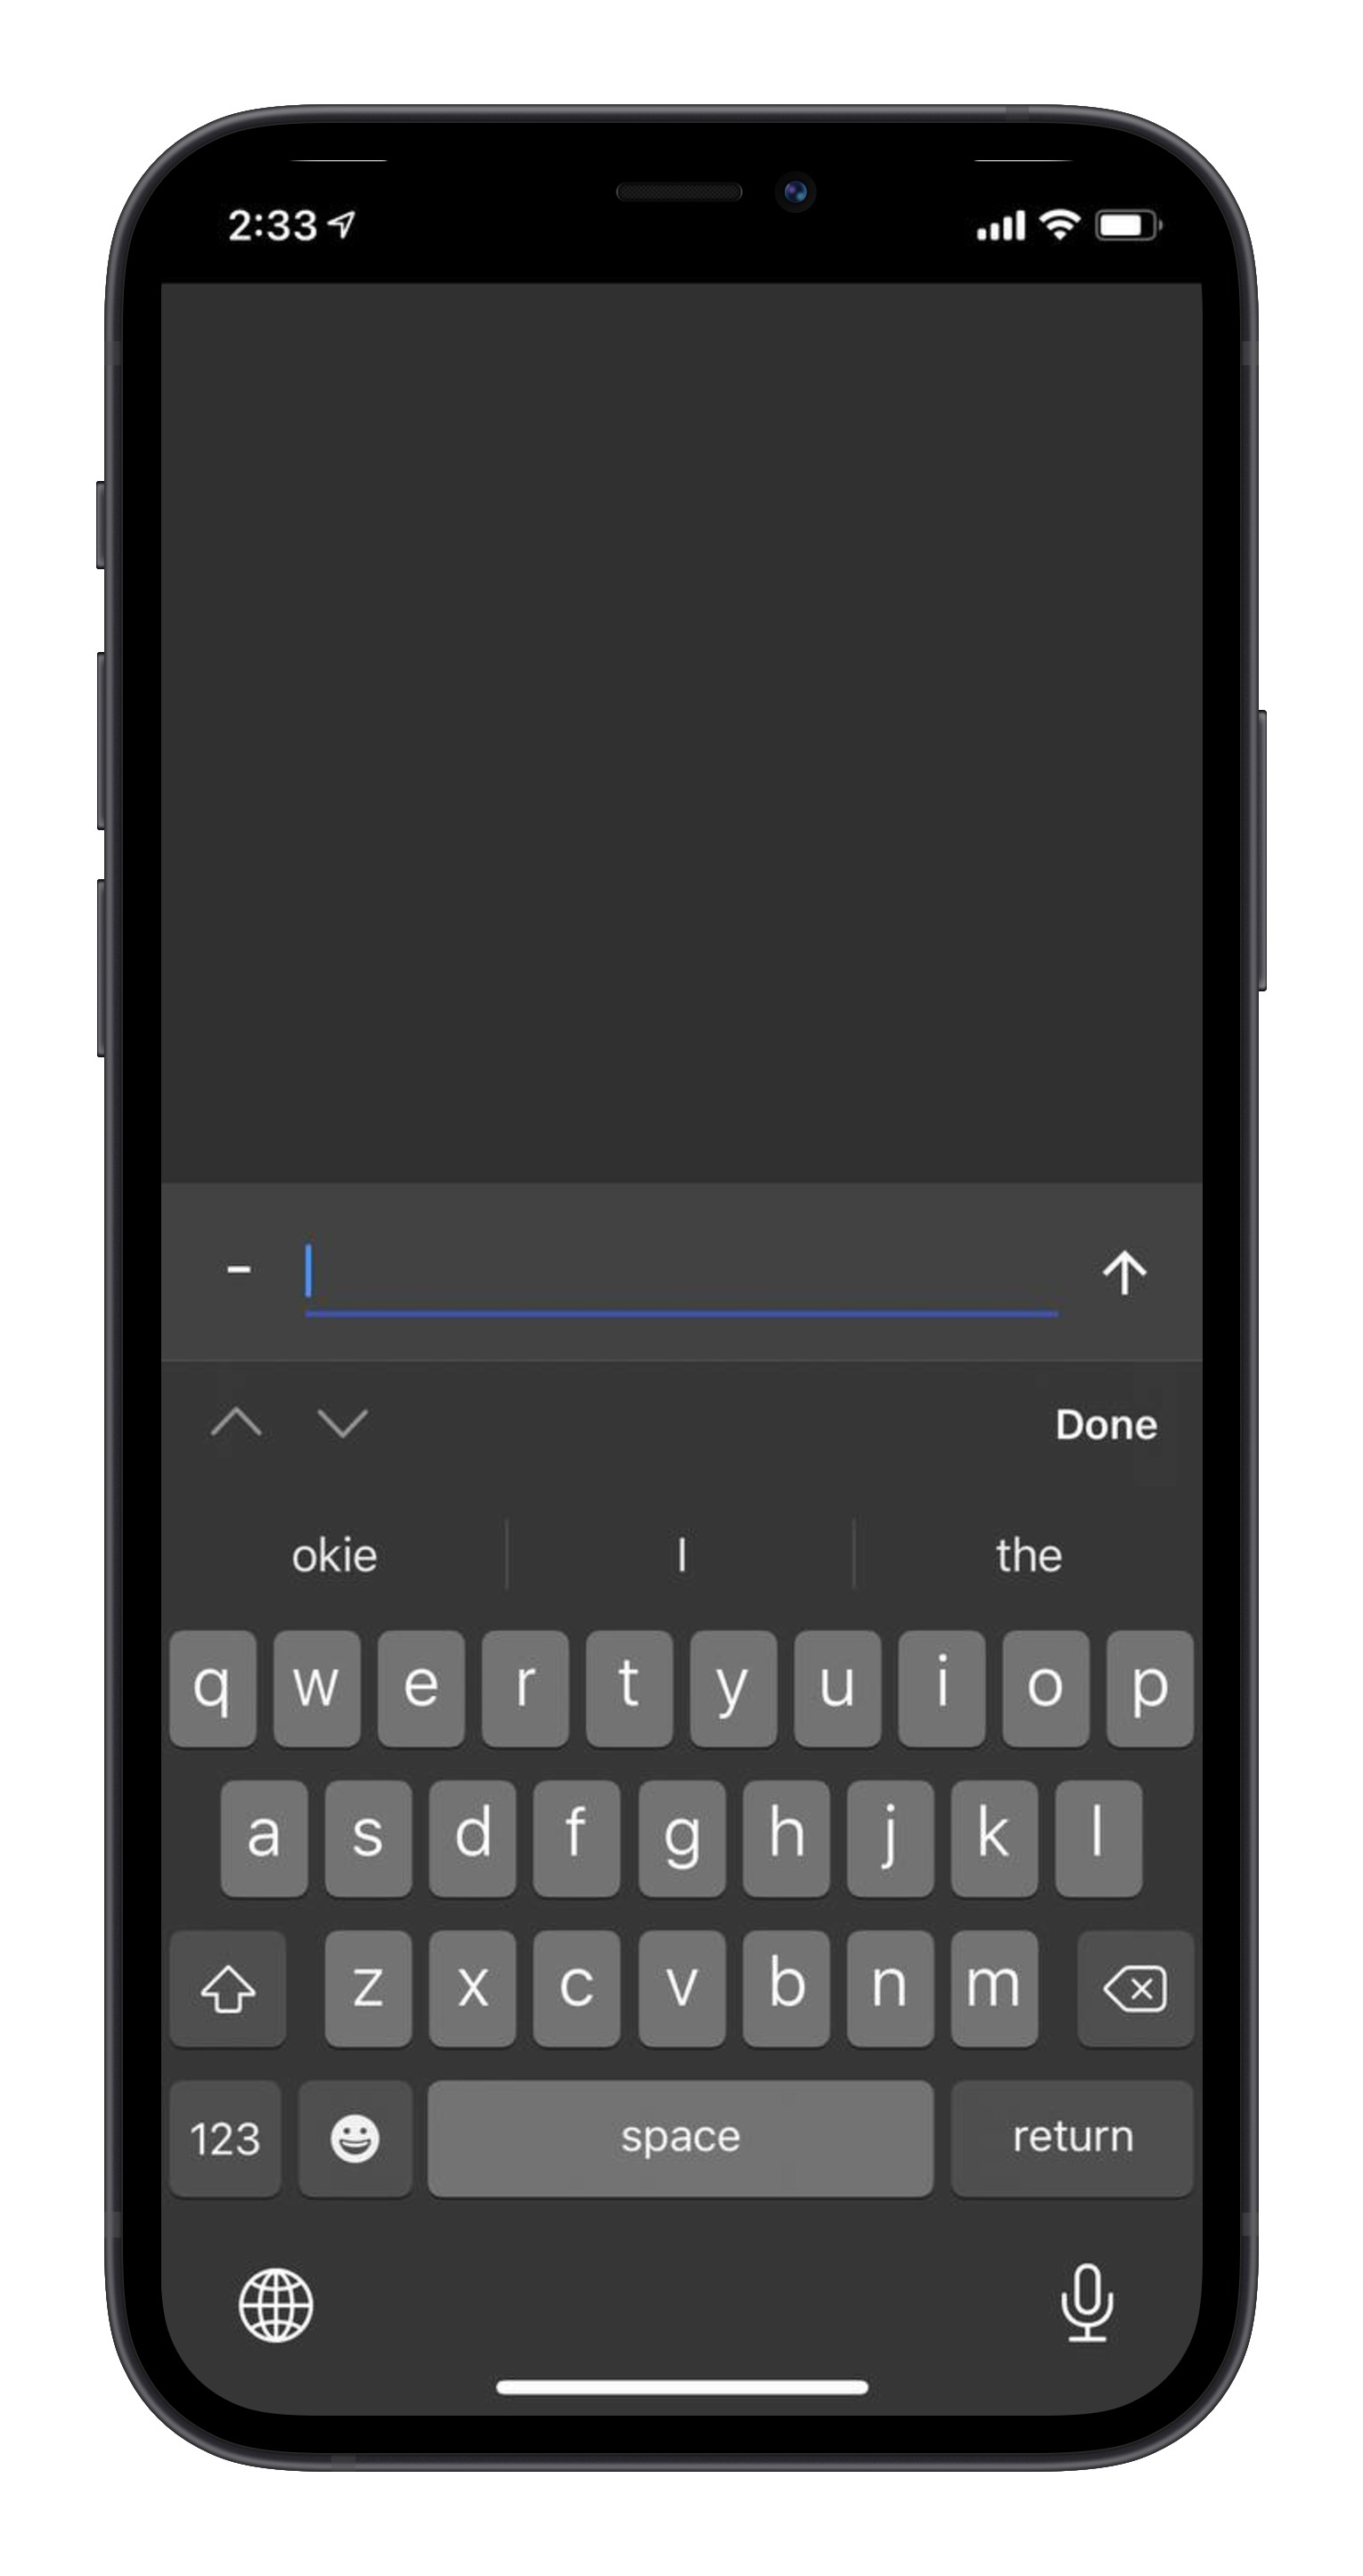 2:33
-
Done
okie I the
q w e r t y u i o p
a s d f g h j k l
z x c v b n m
123 space return